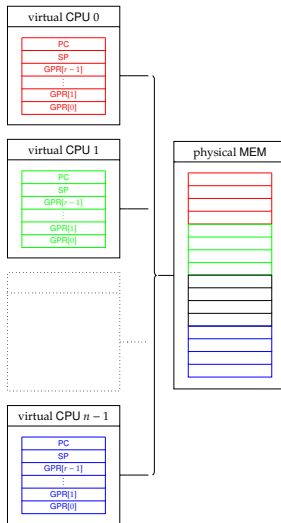 virtual CPU 0
PC
SP
GPR[r − 1]
⋮
GPR[1]
GPR[0]
virtual CPU 1
PC
SP
GPR[r − 1]
⋮
GPR[1]
GPR[0]
physical MEM
virtual CPU n − 1
PC
SP
GPR[r − 1]
⋮
GPR[1]
GPR[0]